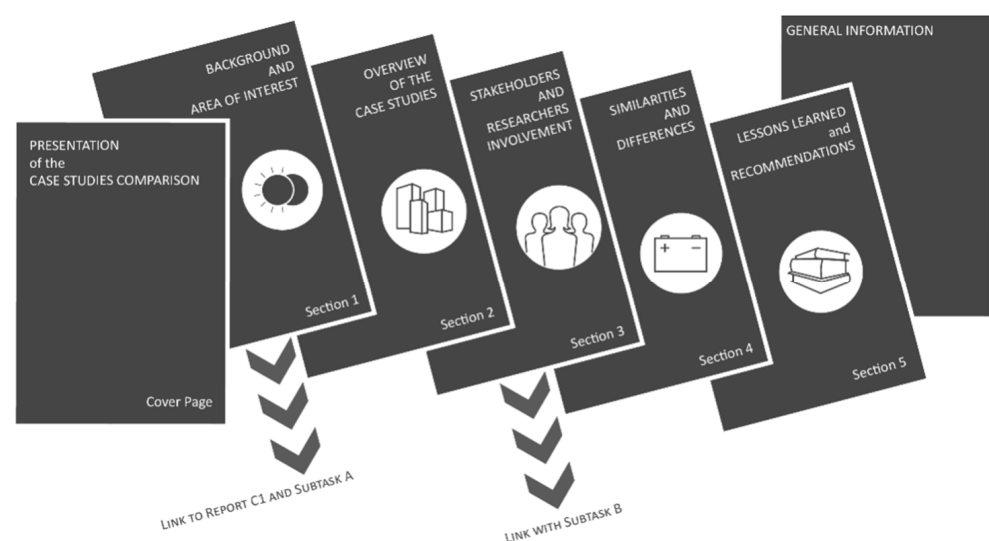 PRESENTATION
of the
CASE STUDIES COMPARISON
Cover Page
BACKGROUND
AND
AREA OF INTEREST
Section 1
OVERVIEW
OF THE
CASE STUDIES
Section 2
STAKEHOLDERS
AND
RESEARCHERS
INVOLVEMENT
Section 3
SIMILARITIES
AND
DIFFERENCES
+ −
Section 4
LESSONS LEARNED
and
RECOMMENDATIONS
Section 5
GENERAL INFORMATION
LINK TO REPORT C1 AND SUBTASK A
LINK WITH SUBTASK B